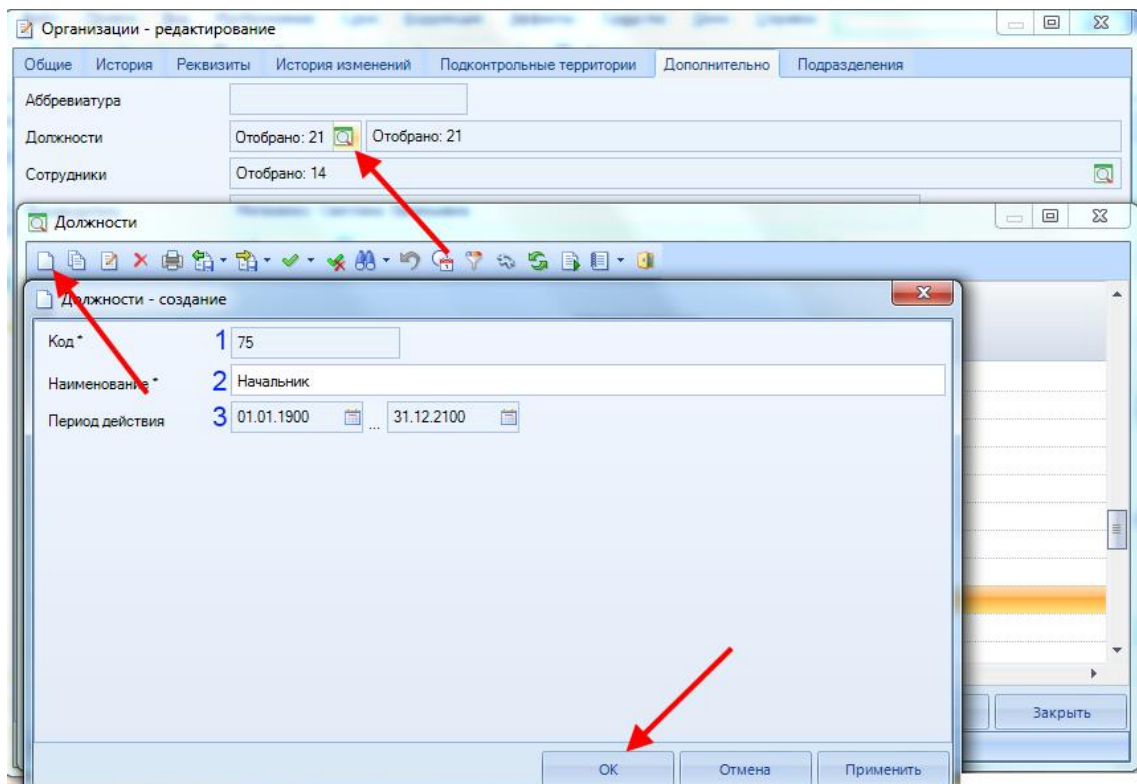 Организации - редактирование
Общие История Реквизиты История изменений Подконтрольные территории Дополнительно Подразделения
Аббревиатура
Должности Отобрано: 21 Отобрано: 21
Сотрудники Отобрано: 14
Должности
Должности - создание
Код * 1 75
Наименование * 2 Начальник
Период действия 3 01.01.1900 ... 31.12.2100
Закрыть
OK Отмена Применить